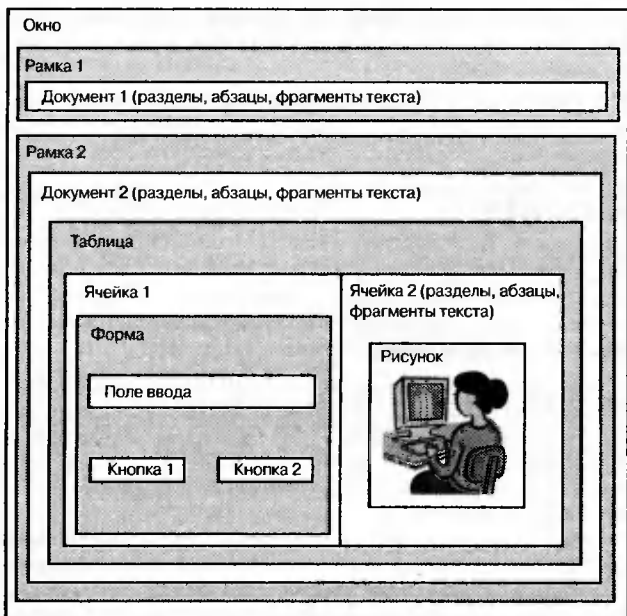 Окно
Рамка 1
Документ 1 (разделы, абзацы, фрагменты текста)
Рамка 2
Документ 2 (разделы, абзацы, фрагменты текста)
Таблица
Ячейка 1
Форма
Поле ввода
Кнопка 1
Кнопка 2
Ячейка 2 (разделы, абзацы,
фрагменты текста)
Рисунок